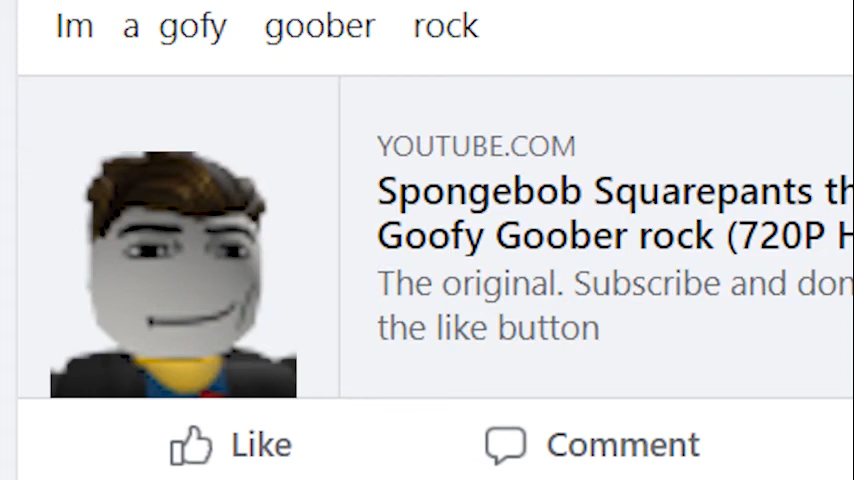 Im a gofy goober rock
YOUTUBE.COM
Spongebob Squarepants th
Goofy Goober rock (720P H
The original. Subscribe and don
the like button
Like
Comment